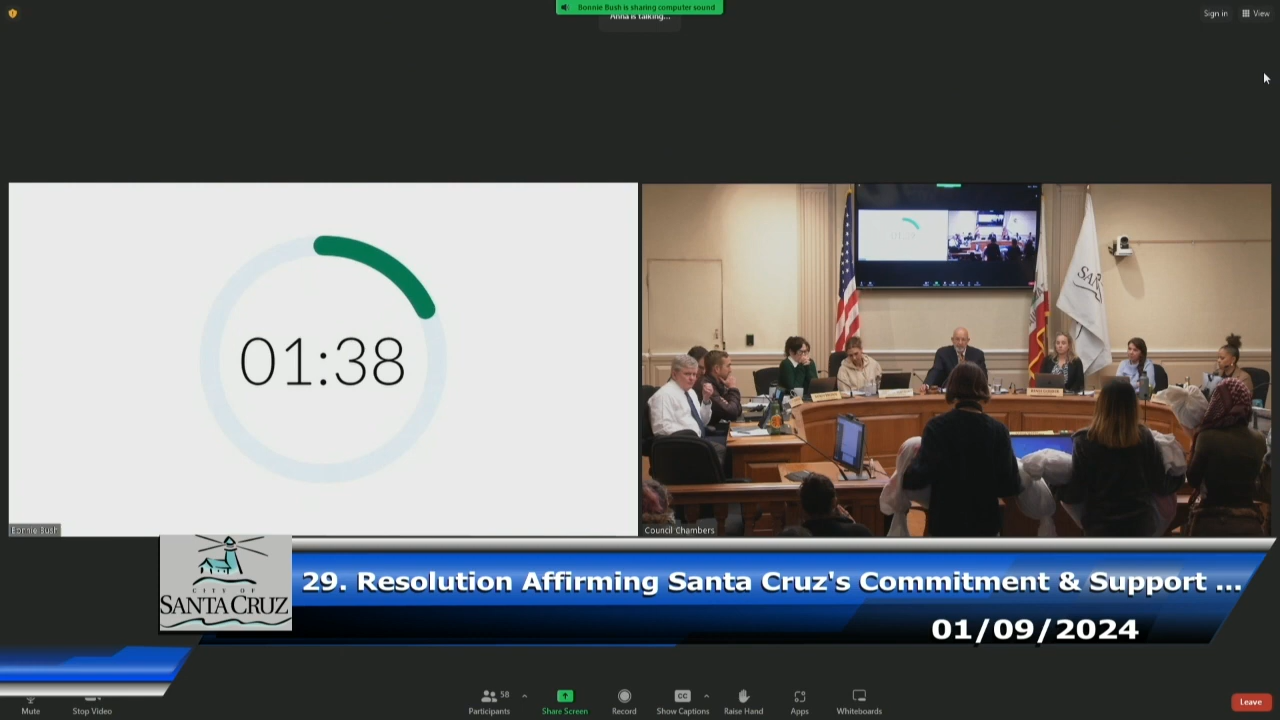 Bonnie Bush is sharing computer sound
Anna is talking...
Sign in
View
01:38
Bonnie Bush
Council Chambers
CITY OF
SANTA CRUZ
29. Resolution Affirming Santa Cruz's Commitment & Support ...
01/09/2024
Mute
Stop Video
Participants
58
Share Screen
CC
Record
Show Captions
Raise Hand
Apps
Whiteboards
Leave